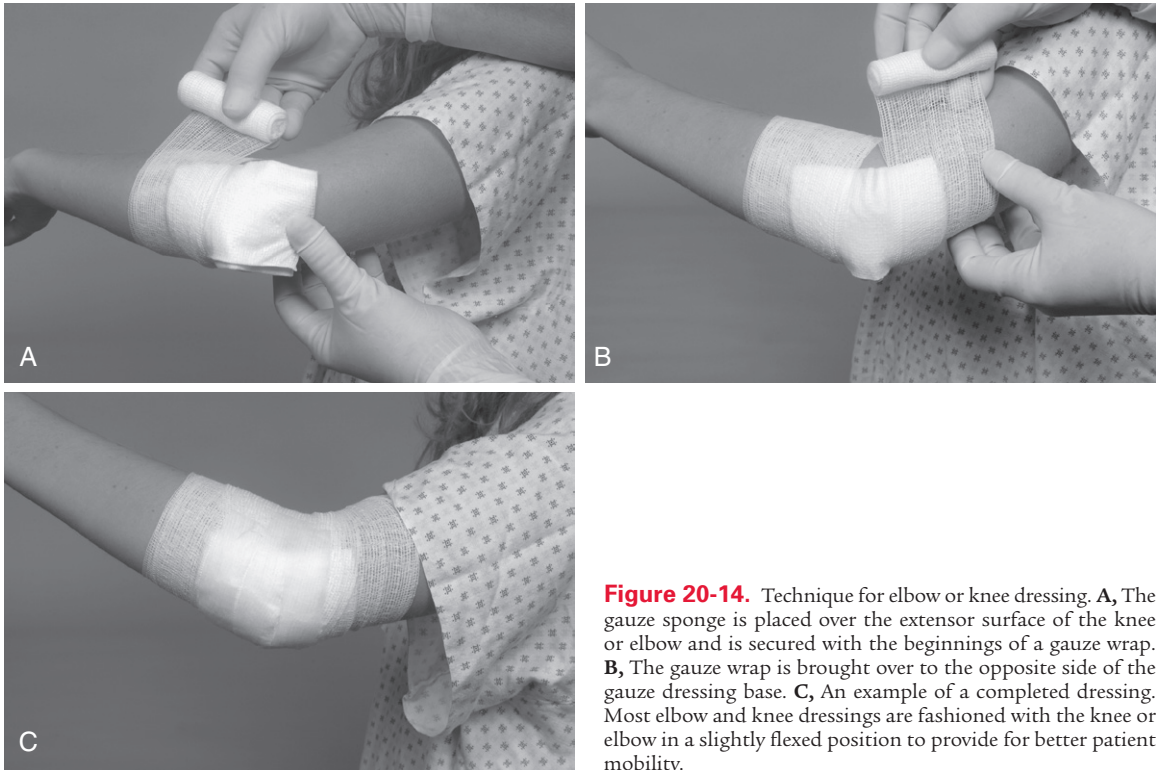 A
B
C
Figure 20-14. Technique for elbow or knee dressing. A, The
gauze sponge is placed over the extensor surface of the knee
or elbow and is secured with the beginnings of a gauze wrap.
B, The gauze wrap is brought over to the opposite side of the
gauze dressing base. C, An example of a completed dressing.
Most elbow and knee dressings are fashioned with the knee or
elbow in a slightly flexed position to provide for better patient
mobility.